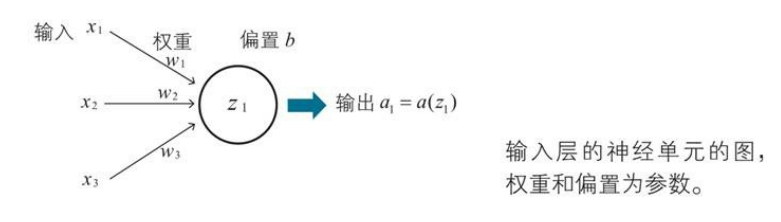 输入 x₁
权重
偏置 b
w₁
x₂
w₂
z₁
输出 a₁ = a(z₁)
w₃
x₃
输入层的神经单元的图，
权重和偏置为参数。